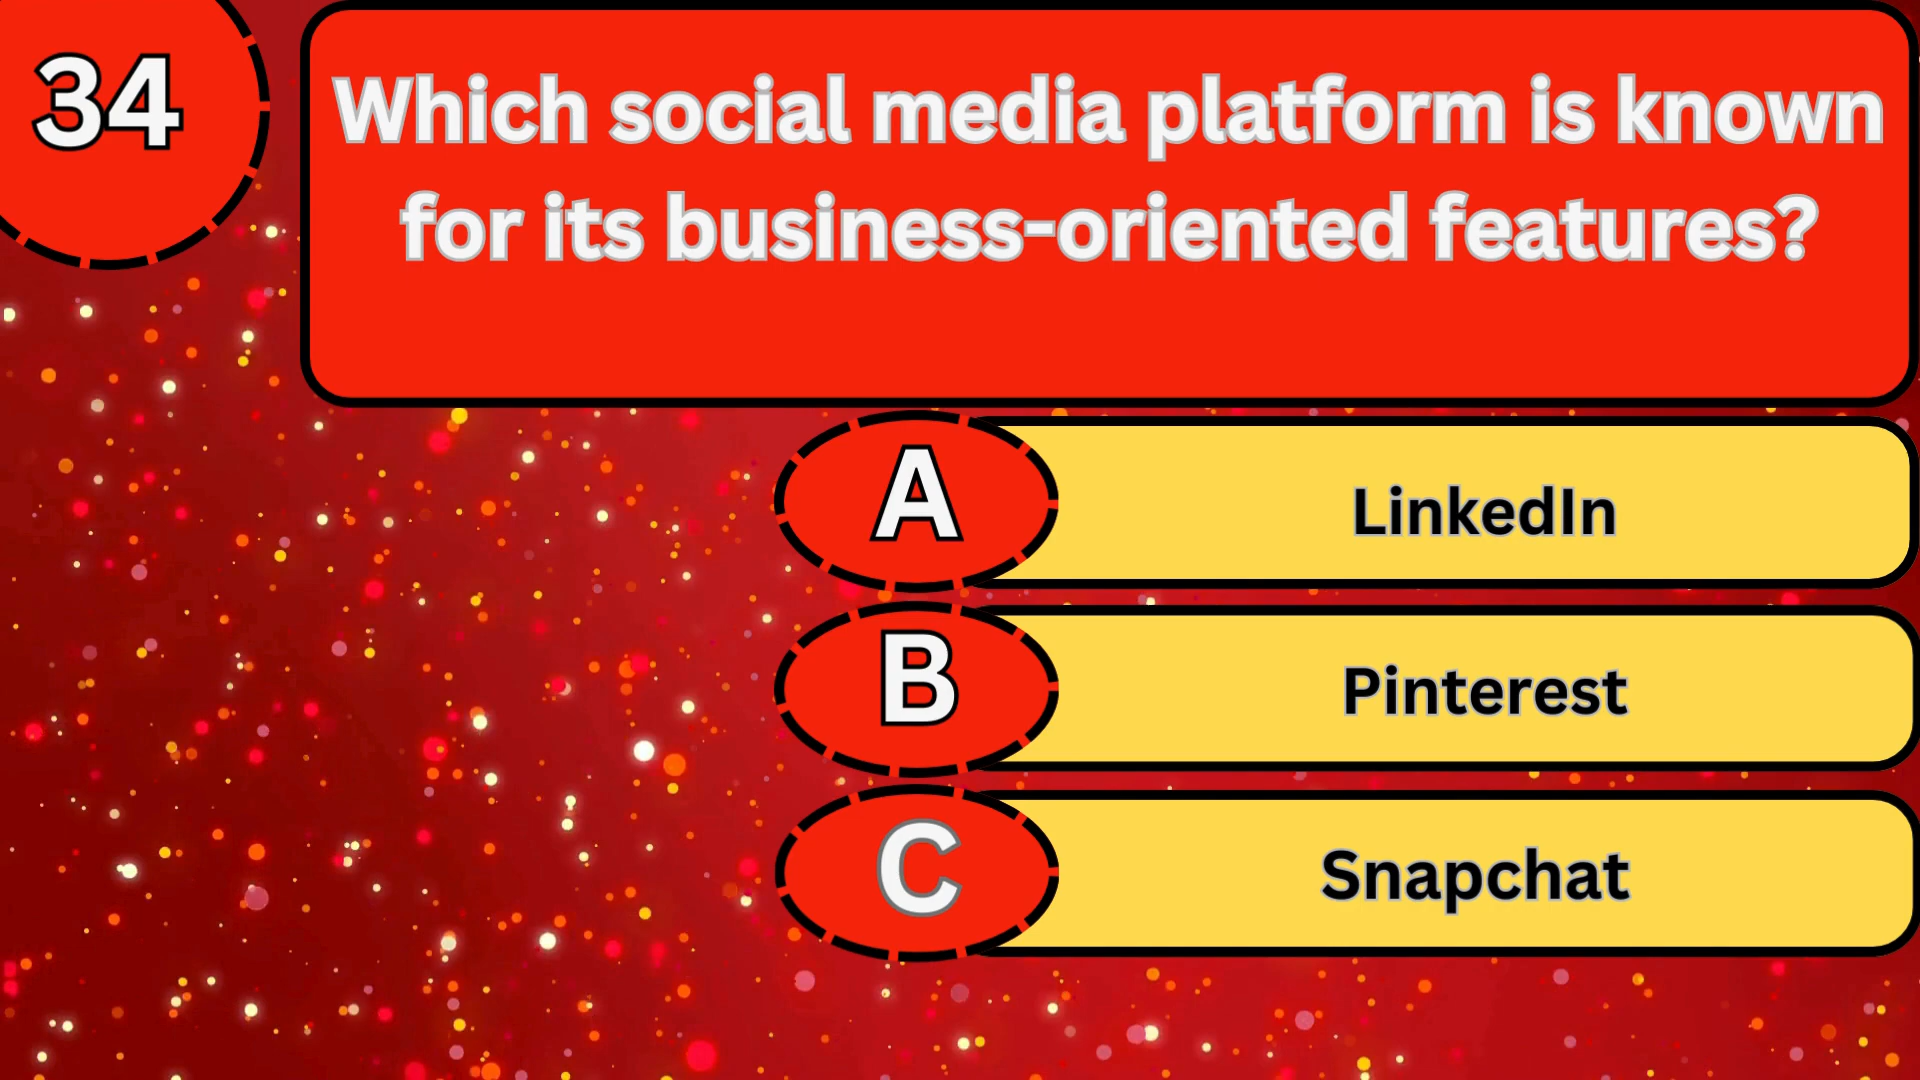 34
Which social media platform is known
for its business-oriented features?
A
LinkedIn
B
Pinterest
C
Snapchat